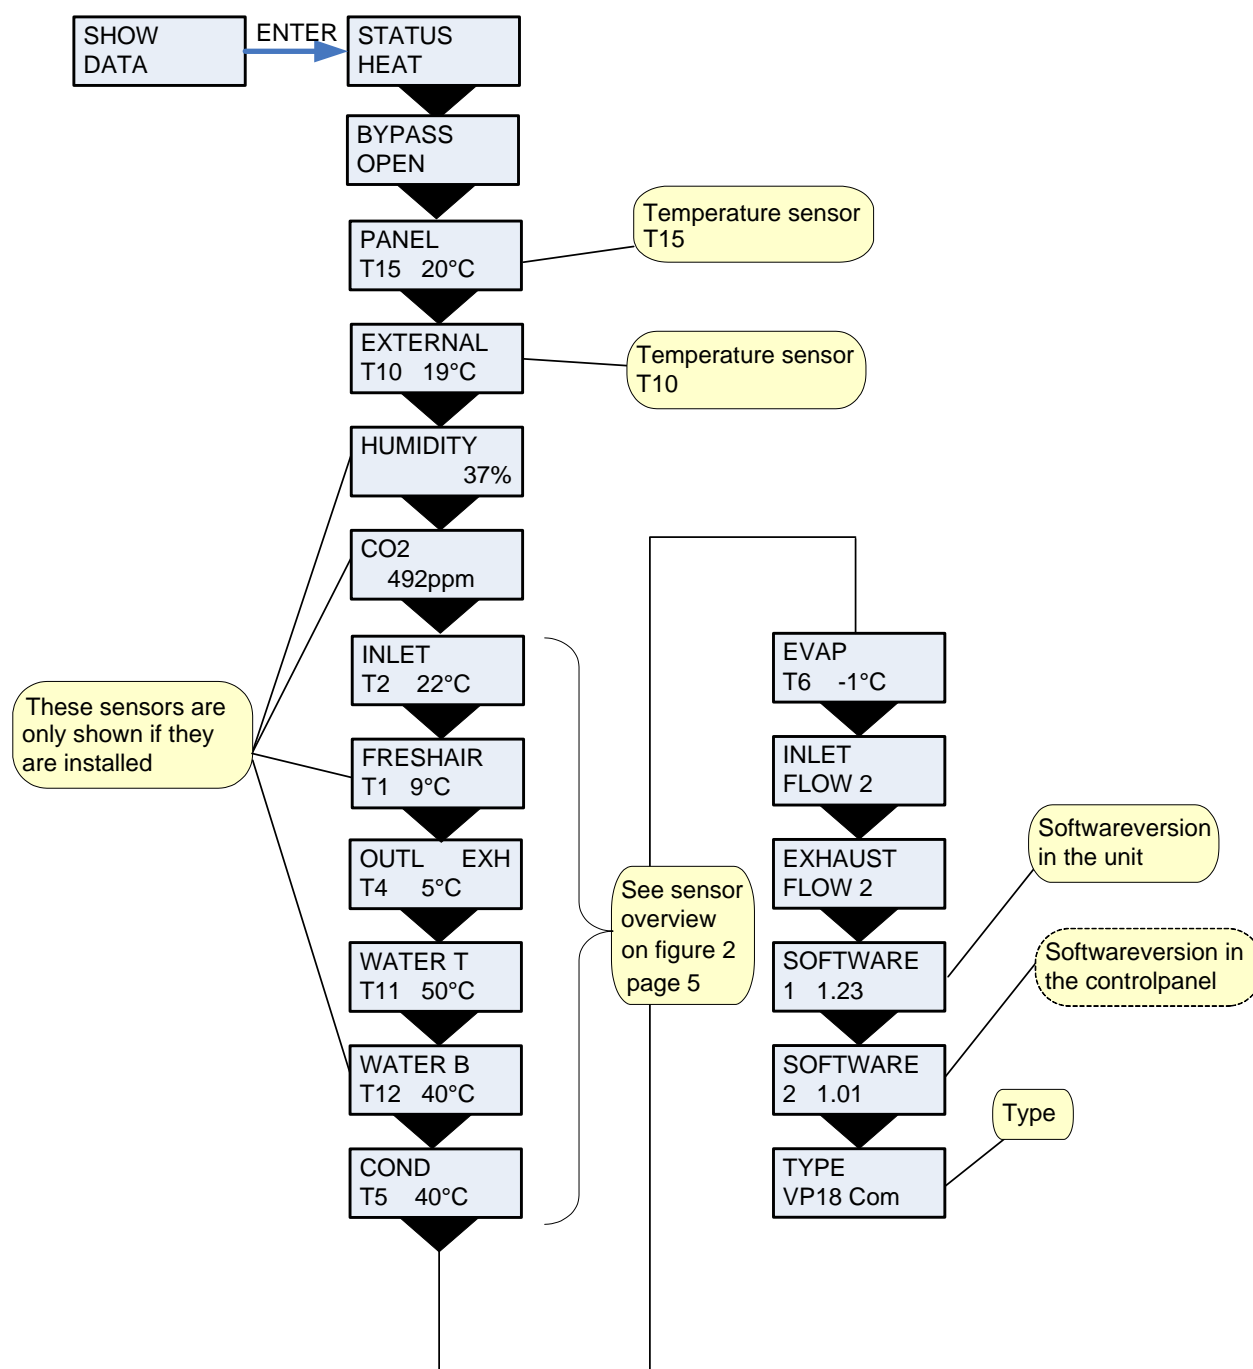 SHOW
DATA
ENTER
STATUS
HEAT
BYPASS
OPEN
PANEL
T15 20°C
Temperature sensor
T15
EXTERNAL
T10 19°C
Temperature sensor
T10
HUMIDITY
37%
CO2
492ppm
INLET
T2 22°C
FRESHAIR
T1 9°C
OUTL EXH
T4 5°C
WATER T
T11 50°C
WATER B
T12 40°C
COND
T5 40°C
These sensors are
only shown if they
are installed
See sensor
overview
on figure 2
page 5
EVAP
T6 -1°C
INLET
FLOW 2
EXHAUST
FLOW 2
SOFTWARE
1 1.23
SOFTWARE
2 1.01
TYPE
VP18 Com
Softwareversion
in the unit
Softwareversion in
the controlpanel
Type